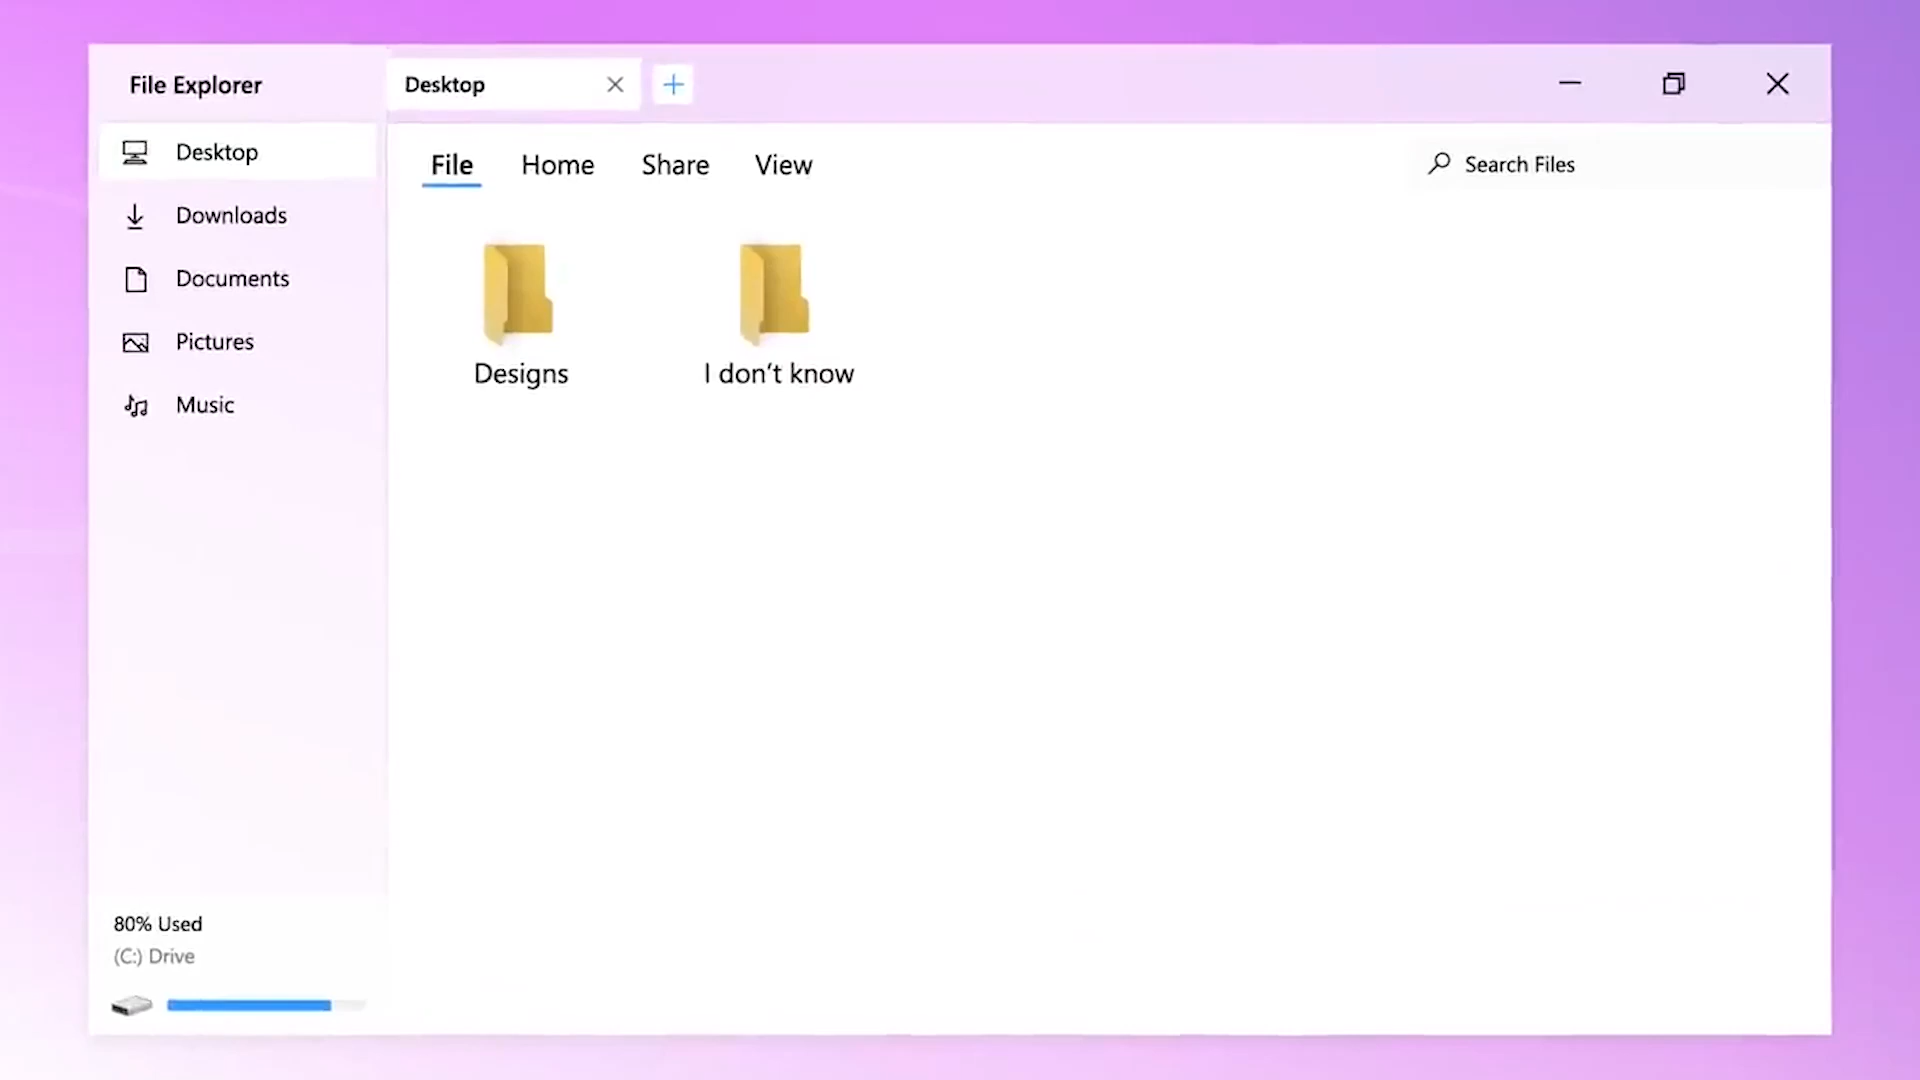 File Explorer
Desktop
Desktop
Downloads
Documents
Pictures
Music
File Home Share View
Search Files
Designs
I don’t know
80% Used
(C:) Drive